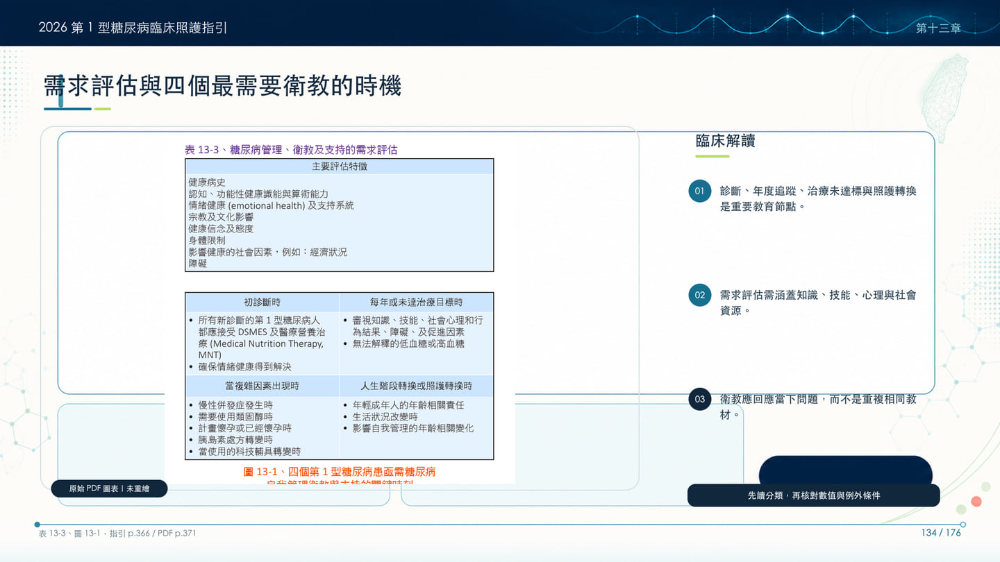 2026 第 1 型糖尿病臨床照護指引
第十三章
需求評估與四個最需要衛教的時機
表 13-3、糖尿病管理、衛教及支持的需求評估
主要評估特徵
健康病史
認知、功能性健康識能與算術能力
情緒健康 (emotional health) 及支持系統
宗教及文化影響
健康信念及態度
身體限制
影響健康的社會因素，例如：經濟狀況
障礙
初診斷時
• 所有新診斷的第 1 型糖尿病人
都應接受 DSMES 及醫療營養治
療 (Medical Nutrition Therapy,
MNT)
• 確保情緒健康得到解決
每年或未達治療目標時
• 審視知識、技能、社會心理和行
為結果、障礙、及促進因素
• 無法解釋的低血糖或高血糖
當複雜因素出現時
• 慢性併發症發生時
• 需要使用類固醇時
• 計畫懷孕或已經懷孕時
• 胰島素處方轉變時
• 當使用的科技輔具轉變時
人生階段轉換或照護轉換時
• 年輕成年人的年齡相關責任
• 生活狀況改變時
• 影響自我管理的年齡相關變化
圖 13-1、四個第 1 型糖尿病患亟需糖尿病
自我管理衛教與支持的關鍵時刻
原始 PDF 圖表｜未重繪
臨床解讀
01
診斷、年度追蹤、治療未達標與照護轉換
是重要教育節點。
02
需求評估需涵蓋知識、技能、心理與社會
資源。
03
衛教應回應當下問題，而不是重複相同教
材。
先讀分類，再核對數值與例外條件
表 13-3、圖 13-1，指引 p.366 / PDF p.371
134 / 176